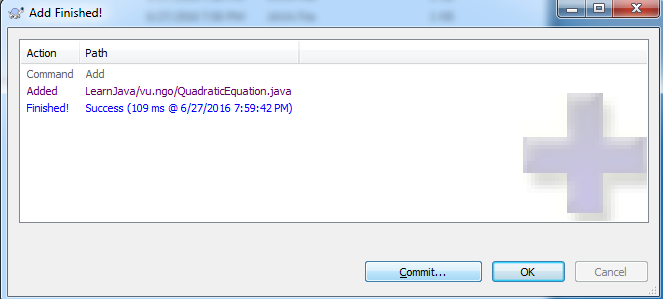 Add Finished!
Action Path
Command Add
Added LearnJava/vu.ngo/QuadraticEquation.java
Finished! Success (109 ms @ 6/27/2016 7:59:42 PM)
Commit... OK Cancel